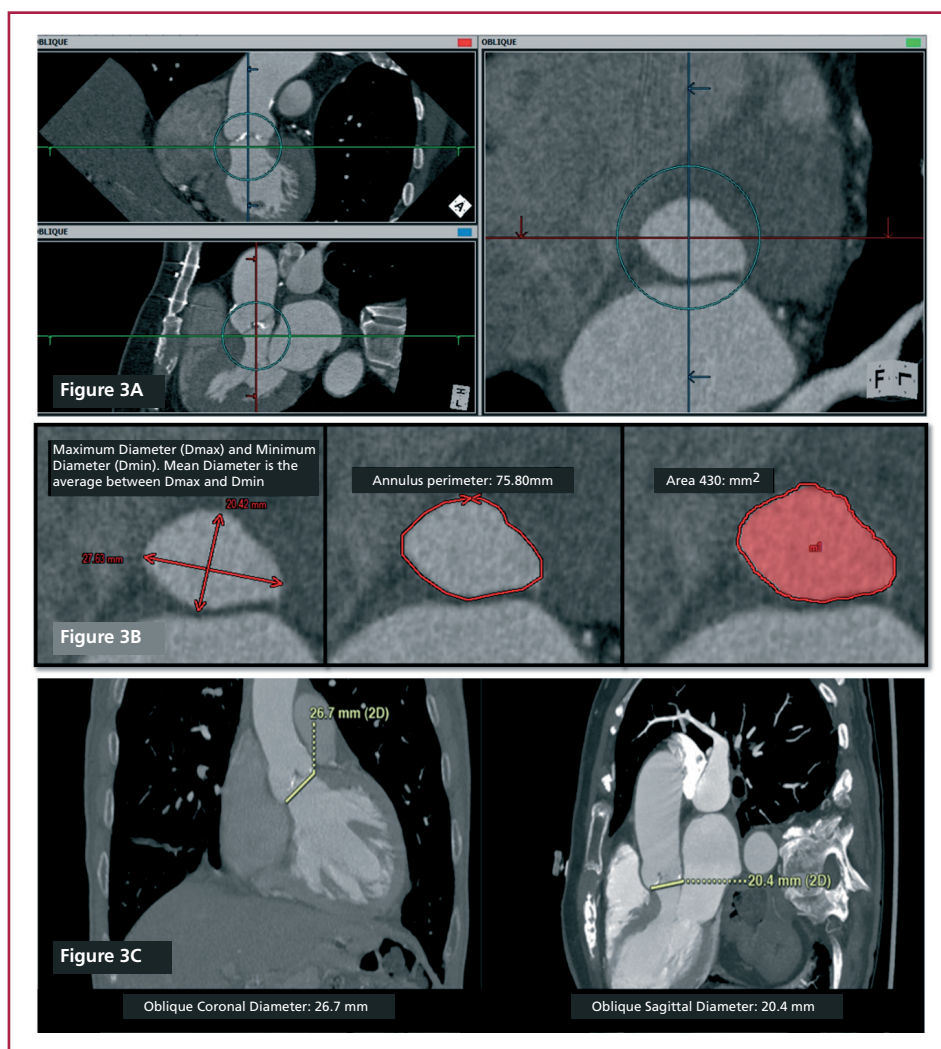 OBLIQUE
OBLIQUE
A
OBLIQUE
H L
Figure 3A
F L
Maximum Diameter (Dmax) and Minimum
Diameter (Dmin). Mean Diameter is the
average between Dmax and Dmin
20.42 mm
27.53 mm
Figure 3B
Annulus perimeter: 75.80mm
Area 430: mm2
m1
26.7 mm (2D)
20.4 mm (2D)
Figure 3C
Oblique Coronal Diameter: 26.7 mm
Oblique Sagittal Diameter: 20.4 mm